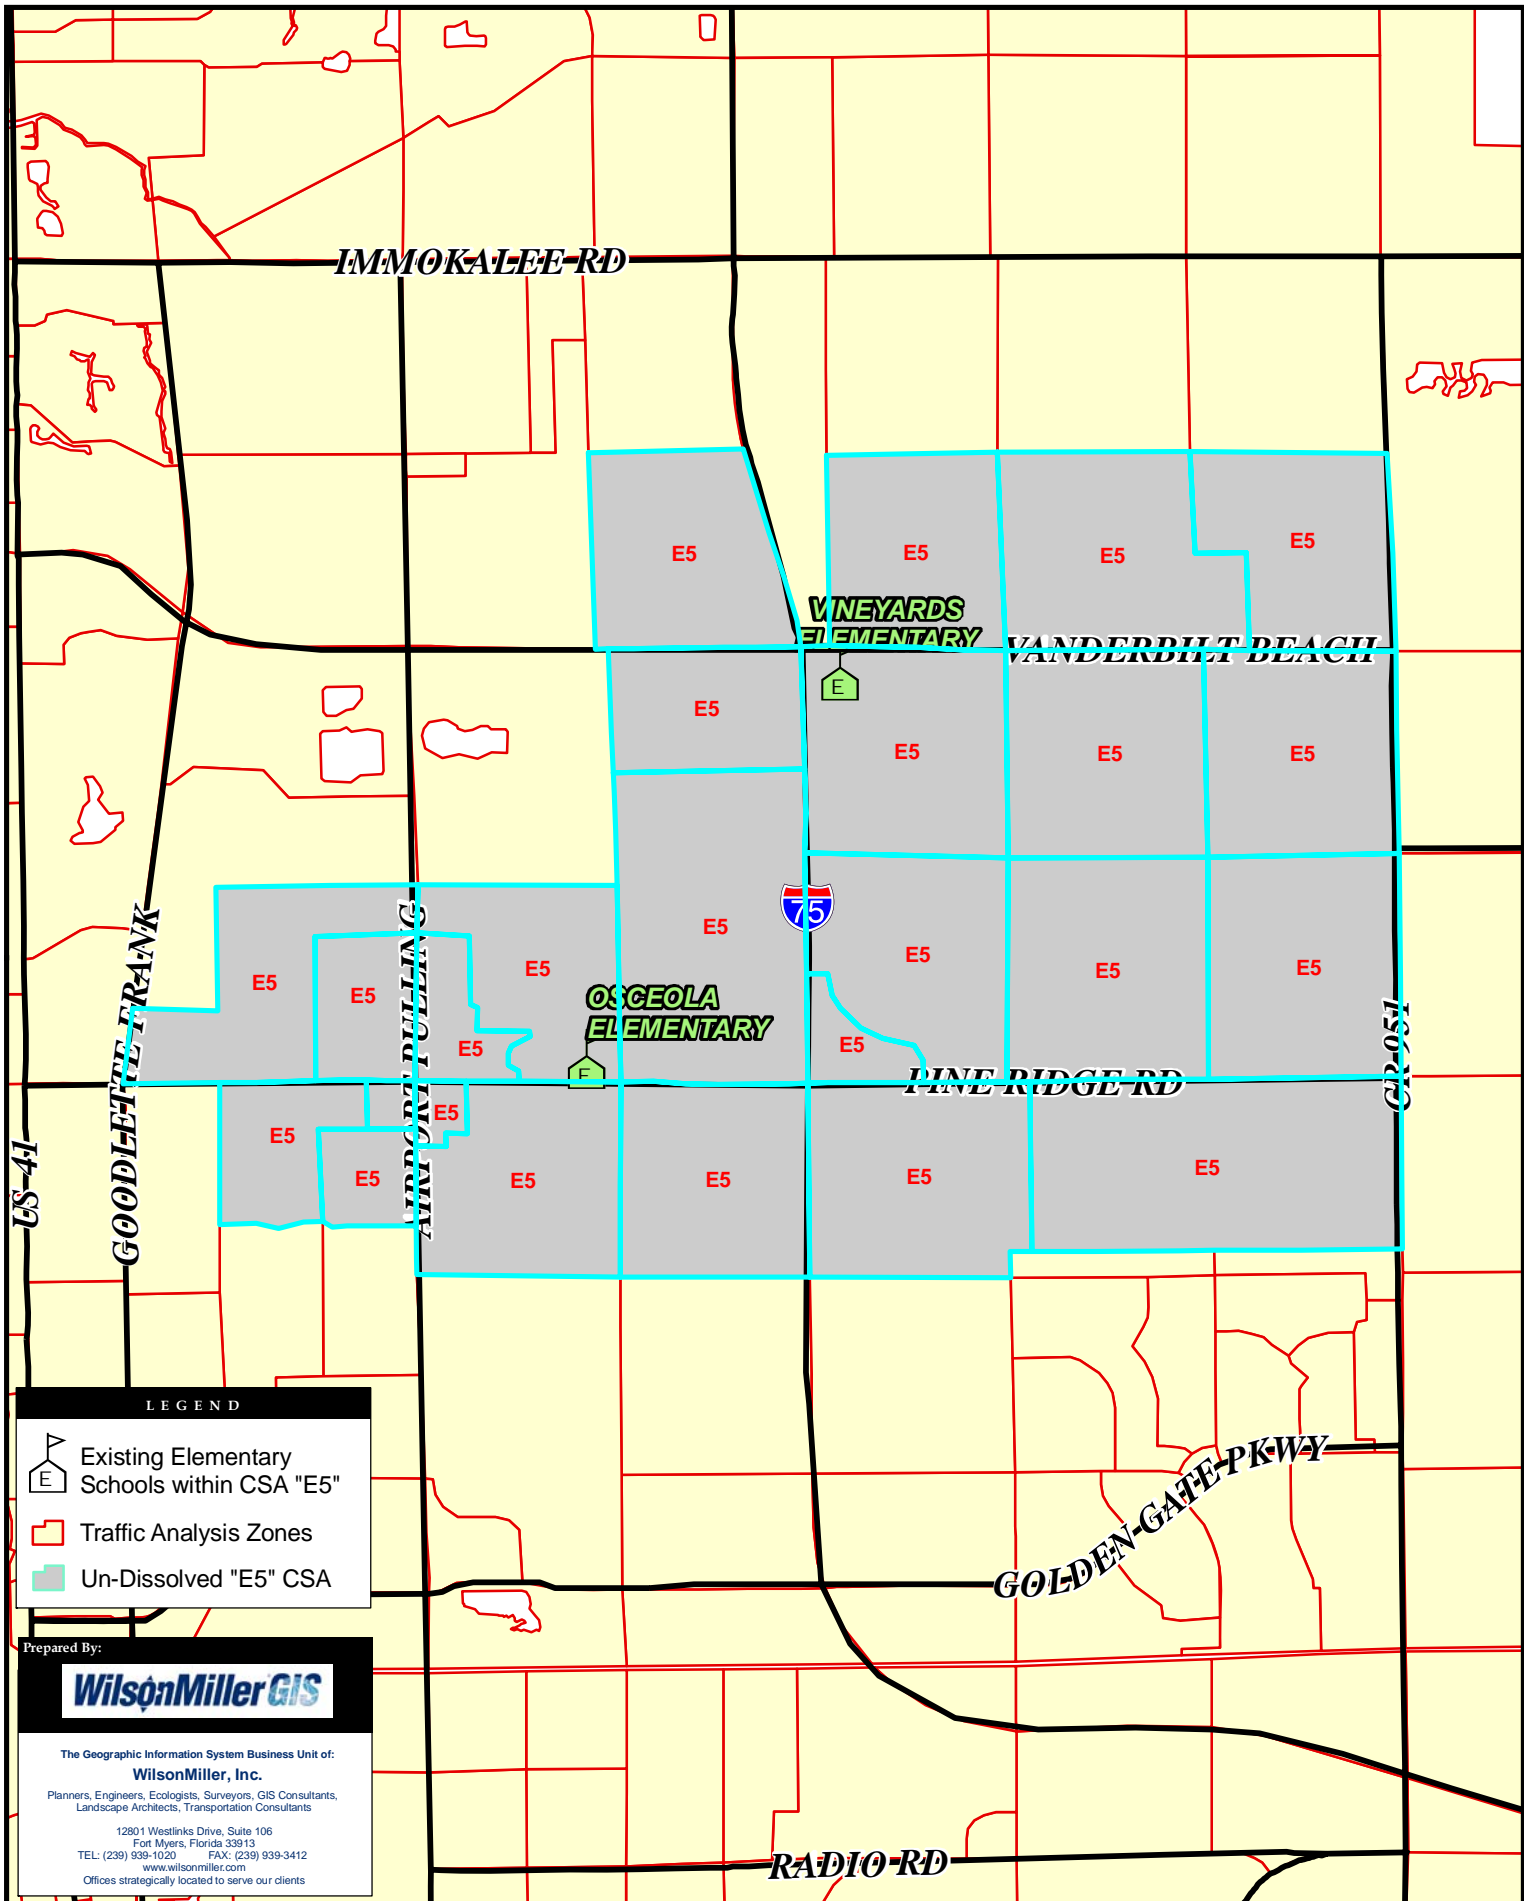 IMMOKALEE RD
E5
E5
E5
E5
VINEYARDS
ELEMENTARY
VANDERBILT BEACH
E
E5
E5
E5
E5
75
E5
E5
E5
E5
E5
E5
E5
E5
OSCEOLA
ELEMENTARY
E5
E5
E
PINE RIDGE RD
GOODLETTE FRANK
AIRPORT PULLING
CR 951
US 41
E5
E5
E5
E5
E5
E5
E5
GOLDEN GATE PKWY
RADIO RD
LEGEND
E
Existing Elementary
Schools within CSA "E5"
Traffic Analysis Zones
Un-Dissolved "E5" CSA
Prepared By:
WilsonMiller GIS
The Geographic Information System Business Unit of:
WilsonMiller, Inc.
Planners, Engineers, Ecologists, Surveyors, GIS Consultants,
Landscape Architects, Transportation Consultants
12801 Westlinks Drive, Suite 106
Fort Myers, Florida 33913
TEL: (239) 939-1020 FAX: (239) 939-3412
www.wilsonmiller.com
Offices strategically located to serve our clients